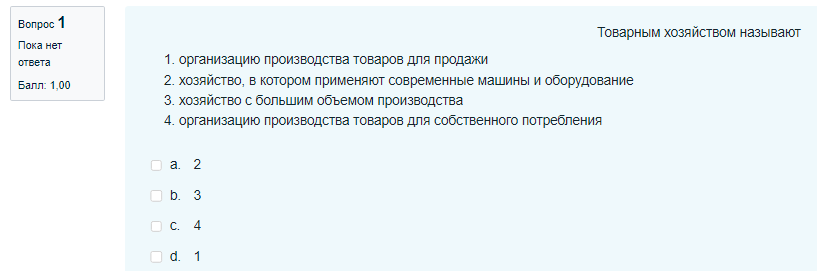 Вопрос 1
Пока нет
ответа
Балл: 1,00
Товарным хозяйством называют
1. организацию производства товаров для продажи
2. хозяйство, в котором применяют современные машины и оборудование
3. хозяйство с большим объемом производства
4. организацию производства товаров для собственного потребления
a. 2
b. 3
c. 4
d. 1